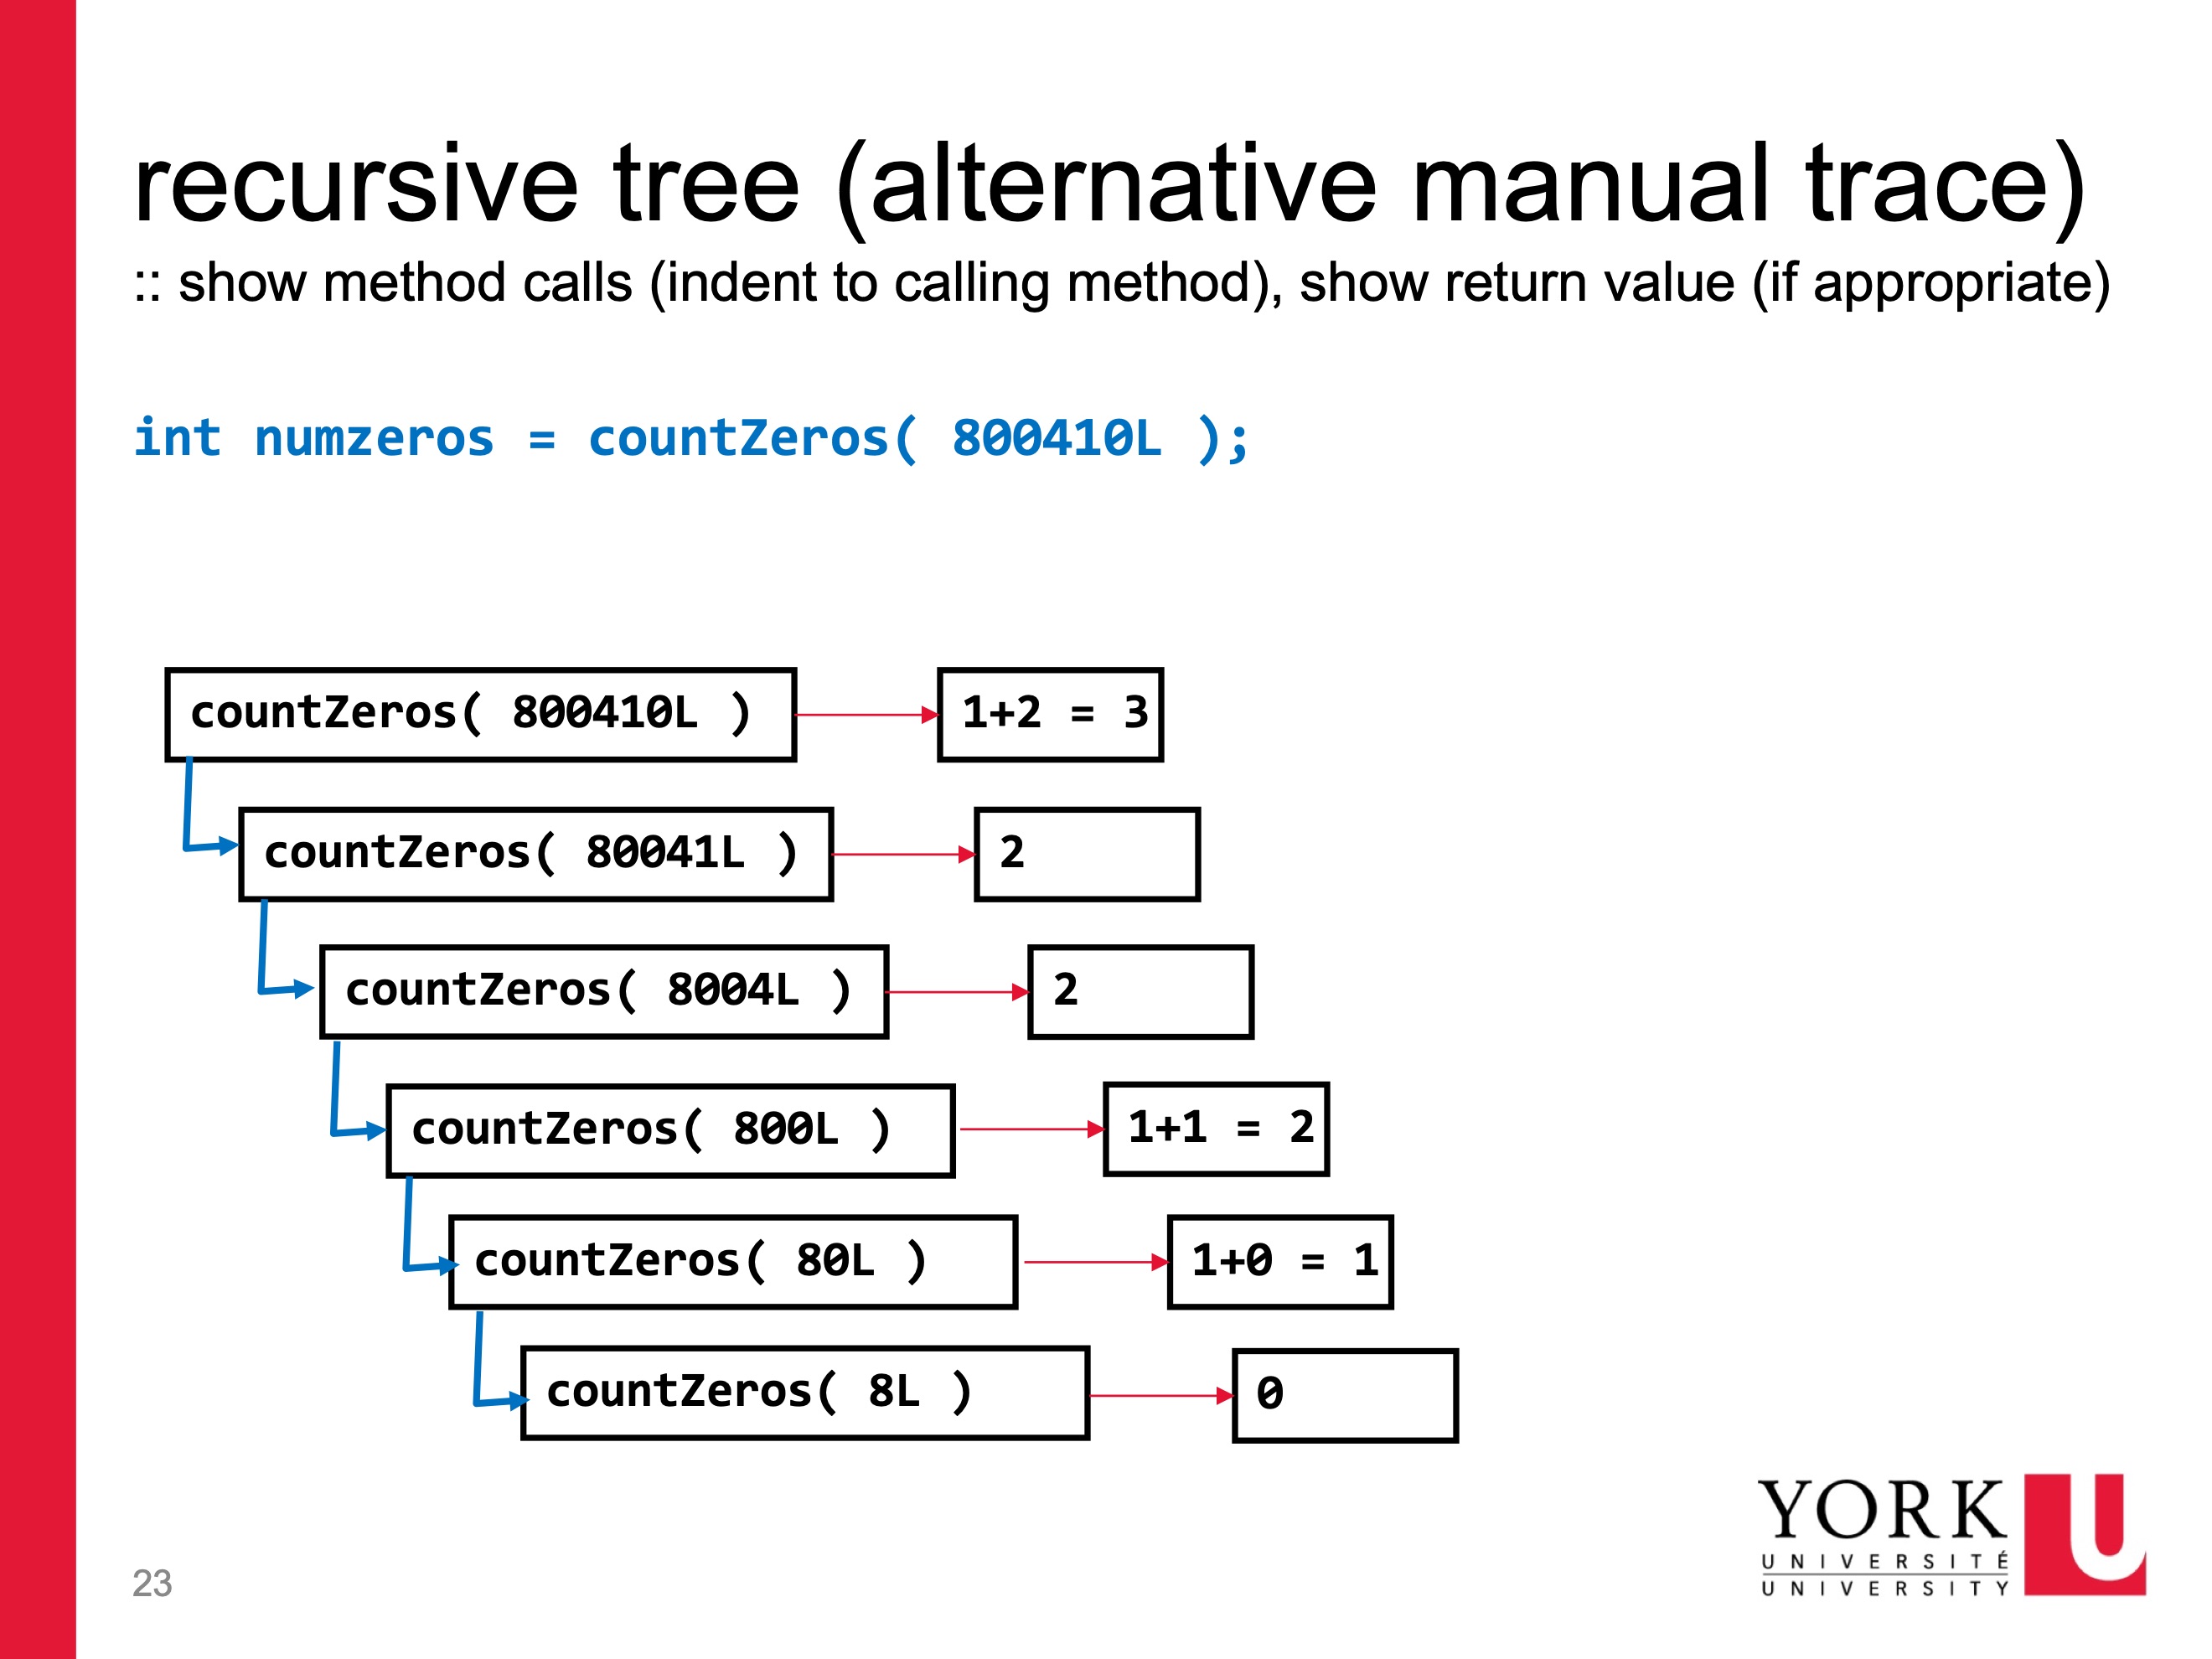 recursive tree (alternative manual trace)
:: show method calls (indent to calling method), show return value (if appropriate)
int numzeros = countZeros( 800410L );
countZeros( 800410L ) 1+2 = 3
countZeros( 80041L ) 2
countZeros( 8004L ) 2
countZeros( 800L ) 1+1 = 2
countZeros( 80L ) 1+0 = 1
countZeros( 8L ) 0
YORK U
UNIVERSITÉ
UNIVERSITY
23